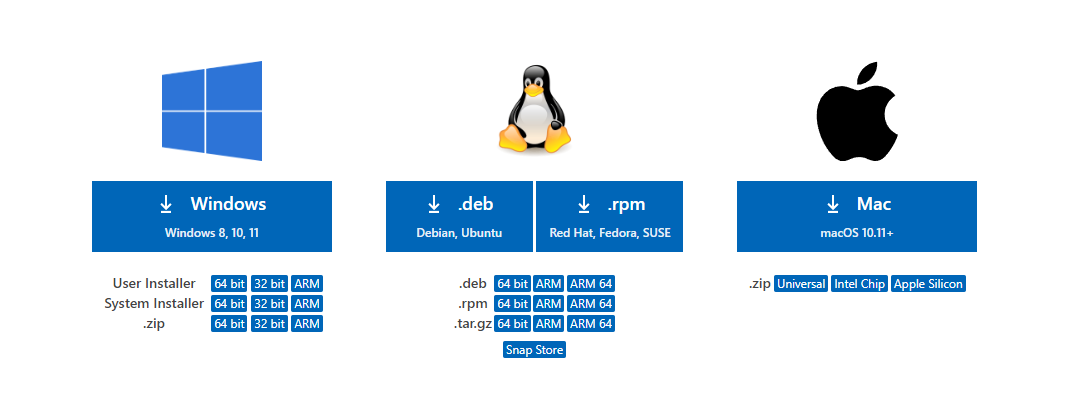 Windows
Windows 8, 10, 11
User Installer 64 bit 32 bit ARM
System Installer 64 bit 32 bit ARM
.zip 64 bit 32 bit ARM
.deb
Debian, Ubuntu
.rpm
Red Hat, Fedora, SUSE
.deb 64 bit ARM ARM 64
.rpm 64 bit ARM ARM 64
.tar.gz 64 bit ARM ARM 64
Snap Store
Mac
macOS 10.11+
.zip Universal Intel Chip Apple Silicon